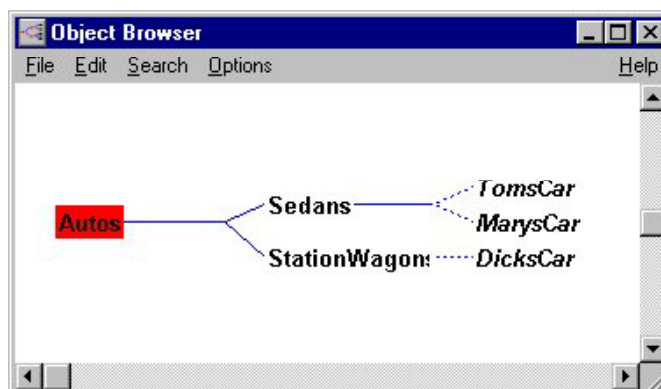 Object Browser
File Edit Search Options Help
TomsCar
Sedans
Autos
MarysCar
StationWagons DicksCar